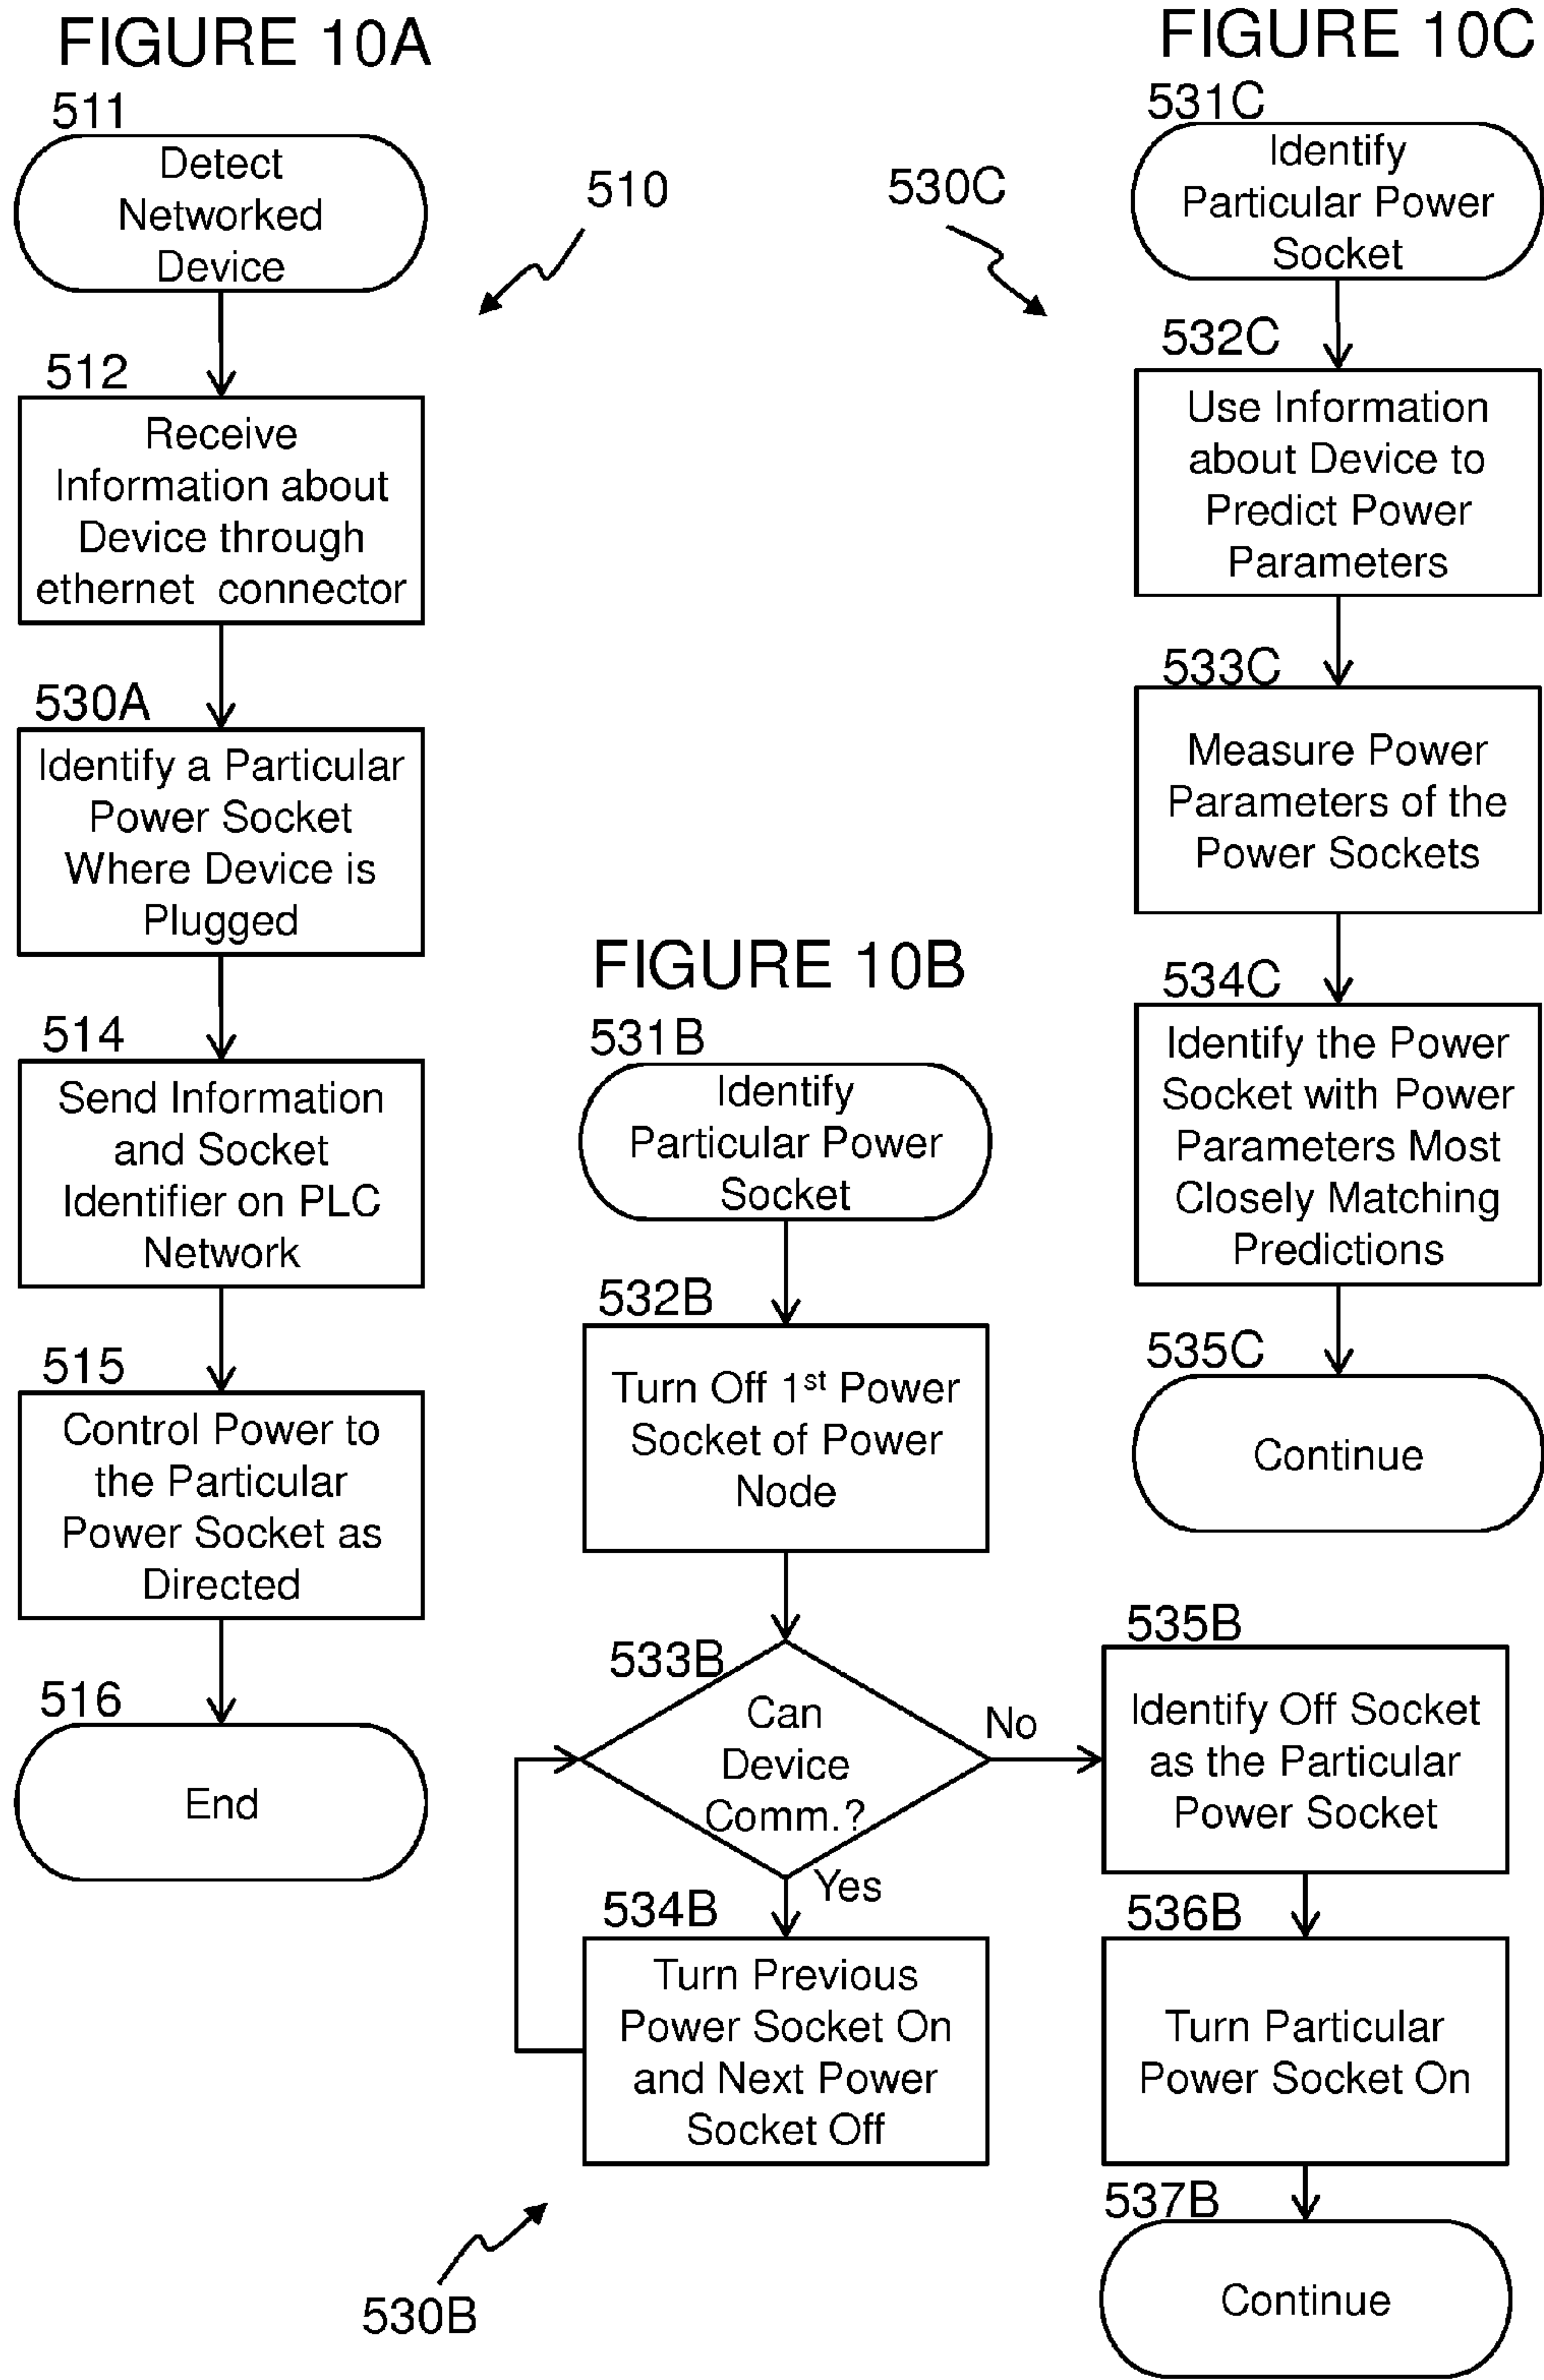 FIGURE 10A
511
Detect
Networked
Device
510
512
Receive
Information about
Device through
ethernet connector
530A
Identify a Particular
Power Socket
Where Device is
Plugged
514
Send Information
and Socket
Identifier on PLC
Network
515
Control Power to
the Particular
Power Socket as
Directed
516
End
FIGURE 10B
531B
Identify
Particular Power
Socket
532B
Turn Off 1st Power
Socket of Power
Node
533B
Can
Device
Comm.?
No
Yes
534B
Turn Previous
Power Socket On
and Next Power
Socket Off
530B
535B
Identify Off Socket
as the Particular
Power Socket
536B
Turn Particular
Power Socket On
537B
Continue
FIGURE 10C
530C
531C
Identify
Particular Power
Socket
532C
Use Information
about Device to
Predict Power
Parameters
533C
Measure Power
Parameters of the
Power Sockets
534C
Identify the Power
Socket with Power
Parameters Most
Closely Matching
Predictions
535C
Continue